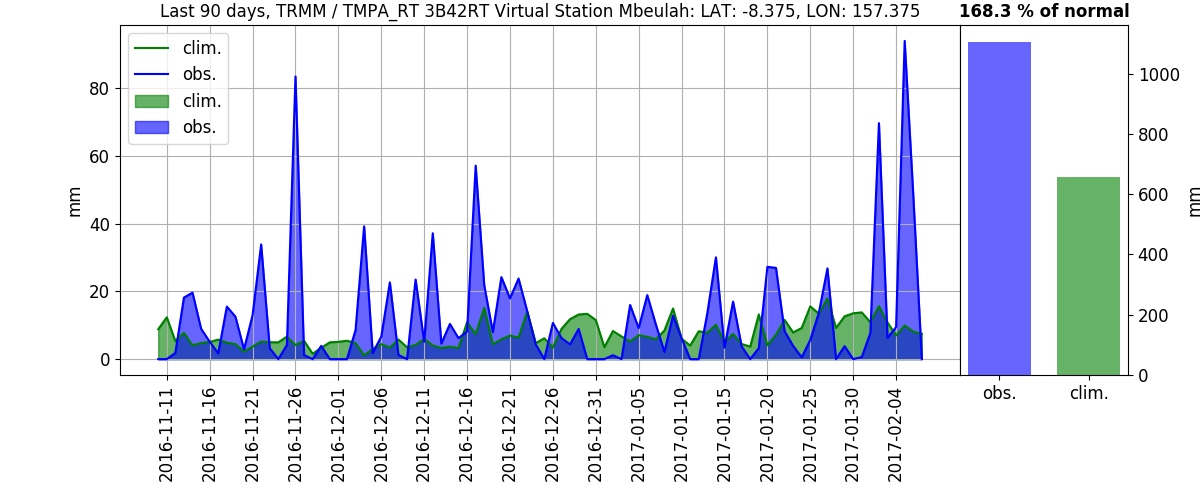 Last 90 days, TRMM / TMPA_RT 3B42RT Virtual Station Mbeulah: LAT: -8.375, LON: 157.375
168.3 % of normal
clim.
obs.
clim.
obs.
mm
80
60
40
20
0
2016-11-11
2016-11-16
2016-11-21
2016-11-26
2016-12-01
2016-12-06
2016-12-11
2016-12-16
2016-12-21
2016-12-26
2016-12-31
2017-01-05
2017-01-10
2017-01-15
2017-01-20
2017-01-25
2017-01-30
2017-02-04
obs.
clim.
1000
800
600
400
200
0
mm